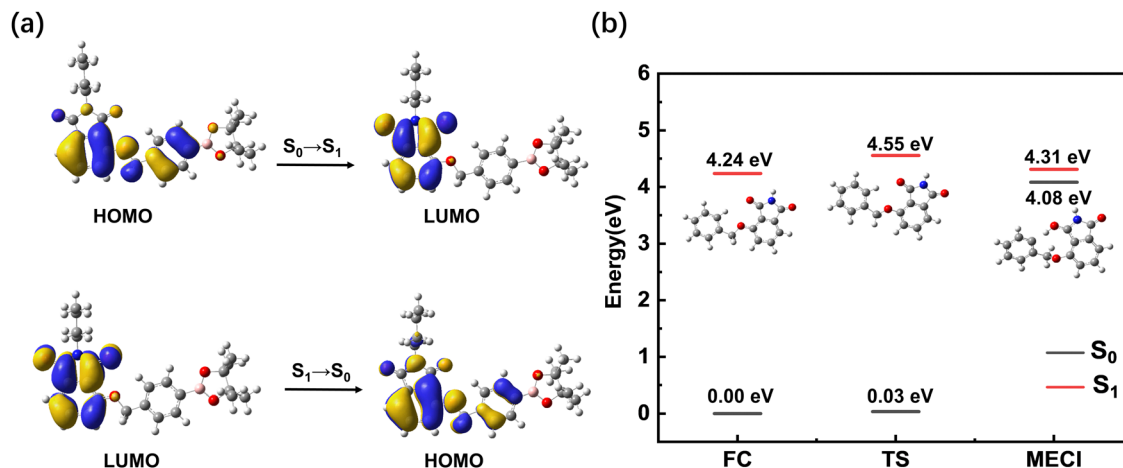 (a)
S₀→S₁
HOMO
LUMO
S₁→S₀
LUMO
HOMO
(b)
Energy(eV)
6
5
4
3
2
1
0
4.24 eV
4.55 eV
4.31 eV
4.08 eV
0.00 eV
0.03 eV
S₀
S₁
FC
TS
MECI